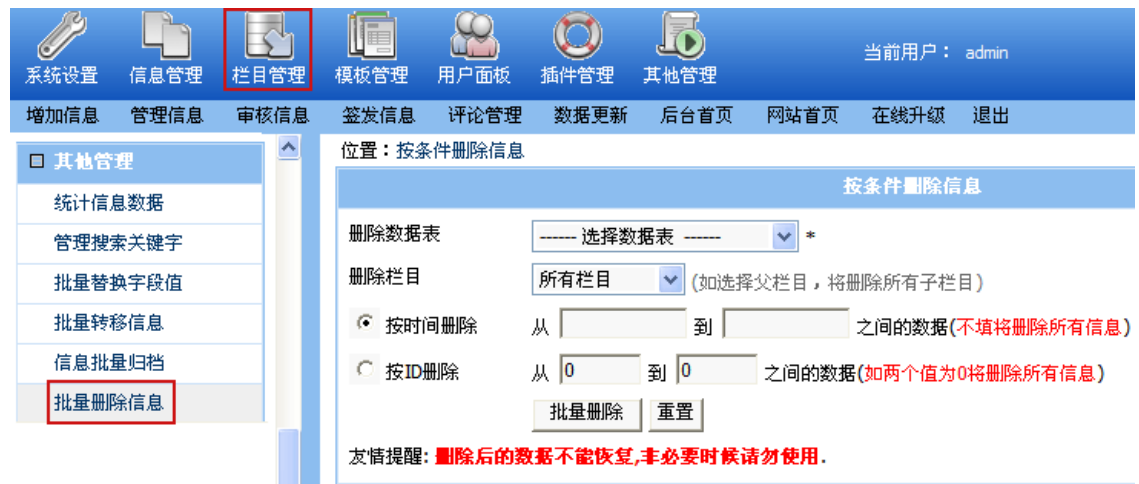 系统设置 信息管理 栏目管理 模板管理 用户面板 插件管理 其他管理 当前用户： admin
增加信息 管理信息 审核信息 签发信息 评论管理 数据更新 后台首页 网站首页 在线升级 退出
其他管理
统计信息数据
管理搜索关键字
批量替换字段值
批量转移信息
信息批量归档
批量删除信息
位置：按条件删除信息
按条件删除信息
删除数据表 ------ 选择数据表 ------ *
删除栏目 所有栏目 (如选择父栏目，将删除所有子栏目)
按时间删除 从 到 之间的数据(不填将删除所有信息)
按ID删除 从 0 到 0 之间的数据(如两个值为0将删除所有信息)
批量删除 重置
友情提醒: 删除后的数据不能恢复,非必要时候请勿使用.